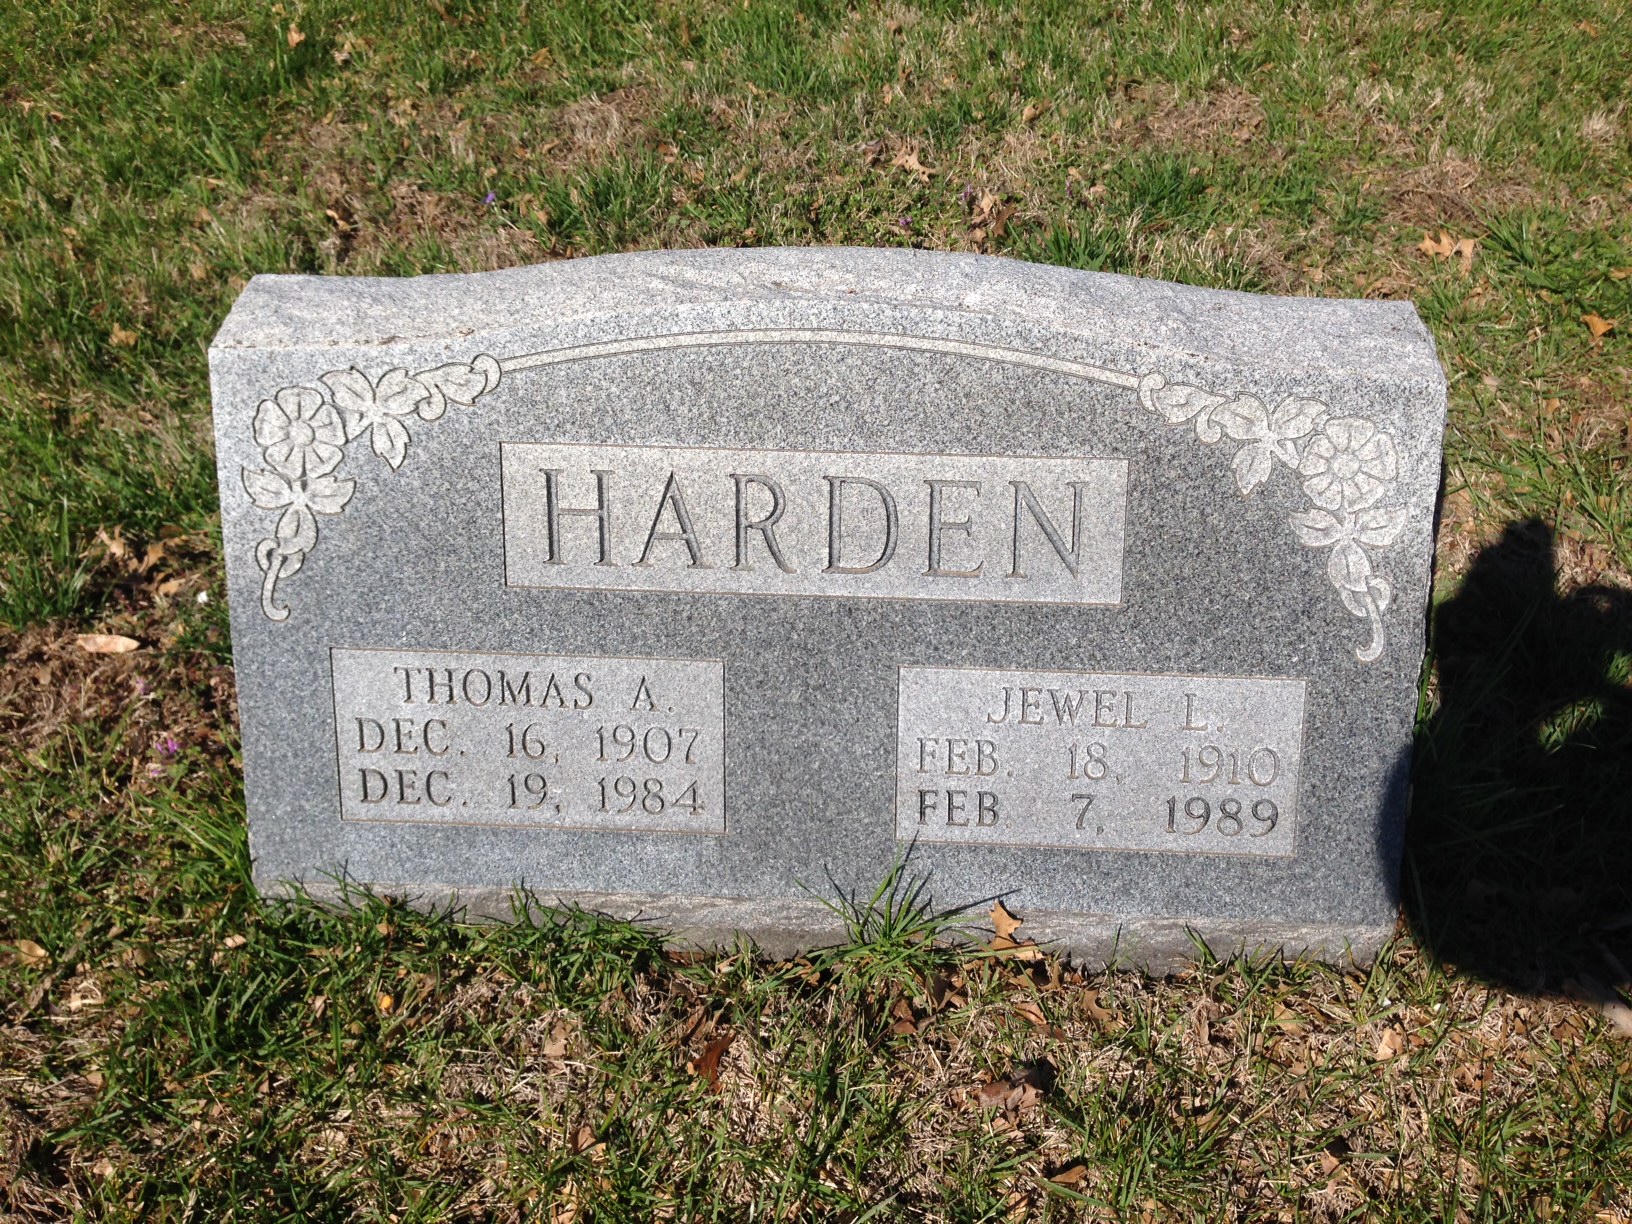 HARDEN
THOMAS A.
DEC. 16, 1907
DEC. 19, 1984
JEWEL L.
FEB. 18, 1910
FEB. 7, 1989